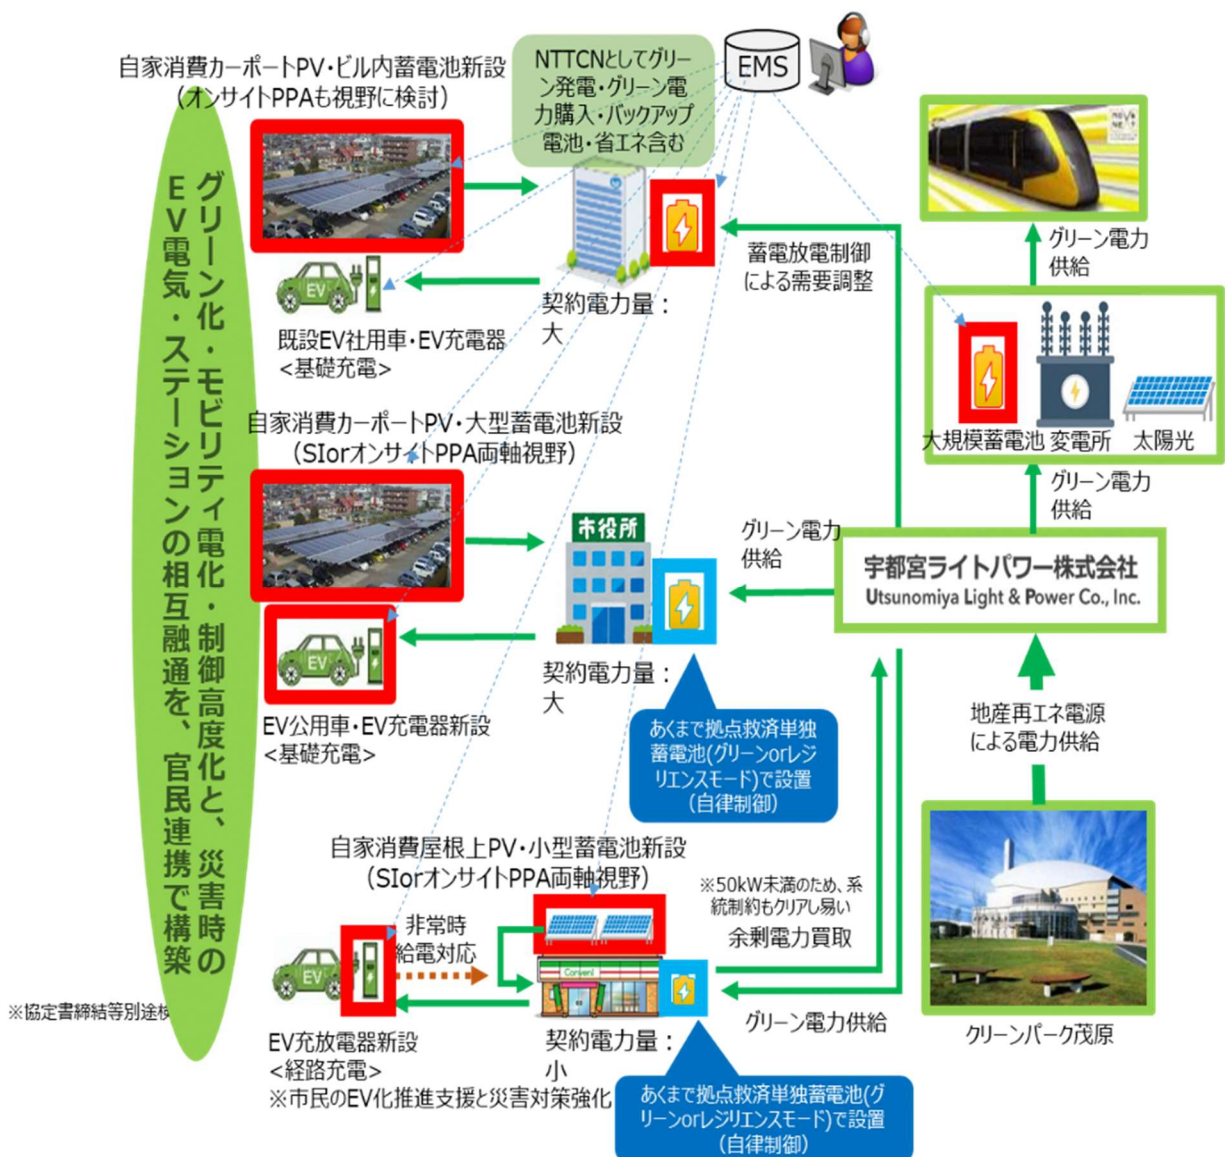 自家消費カーポートPV・ビル内蓄電池新設
（オンサイトPPAも視野に検討）
NTTCNとしてグリー
ン発電・グリーン電
力購入・バックアップ
電池・省エネ含む
EMS
グリーン化・モビリティ電化・制御高度化と、災害時の
EV電気・ステーションの相互融通を、官民連携で構築
EV
既設EV社用車・EV充電器
<基礎充電>
契約電力量：
大
蓄電放電制御
による需要調整
グリーン電力
供給
大規模蓄電池
変電所
太陽光
グリーン電力
供給
自家消費カーポートPV・大型蓄電池新設
（SIorオンサイトPPA両軸視野）
市役所
EV
EV公用車・EV充電器新設
<基礎充電>
契約電力量：
大
グリーン電力
供給
宇都宮ライトパワー株式会社
Utsunomiya Light & Power Co., Inc.
あくまで拠点救済単独
蓄電池(グリーンorレジ
リエンスモード)で設置
（自律制御）
地産再エネ電源
による電力供給
クリーンパーク茂原
自家消費屋根上PV・小型蓄電池新設
（SIorオンサイトPPA両軸視野）
※50kW未満のため、系
統制約もクリアし易い
余剰電力買取
非常時
給電対応
EV
Conveni
グリーン電力供給
※協定書締結等別途検
EV充放電器新設
<経路充電>
※市民のEV化推進支援と災害対策強化
契約電力量：
小
あくまで拠点救済単独蓄電池(グ
リーンorレジリエンスモード)で設置
（自律制御）